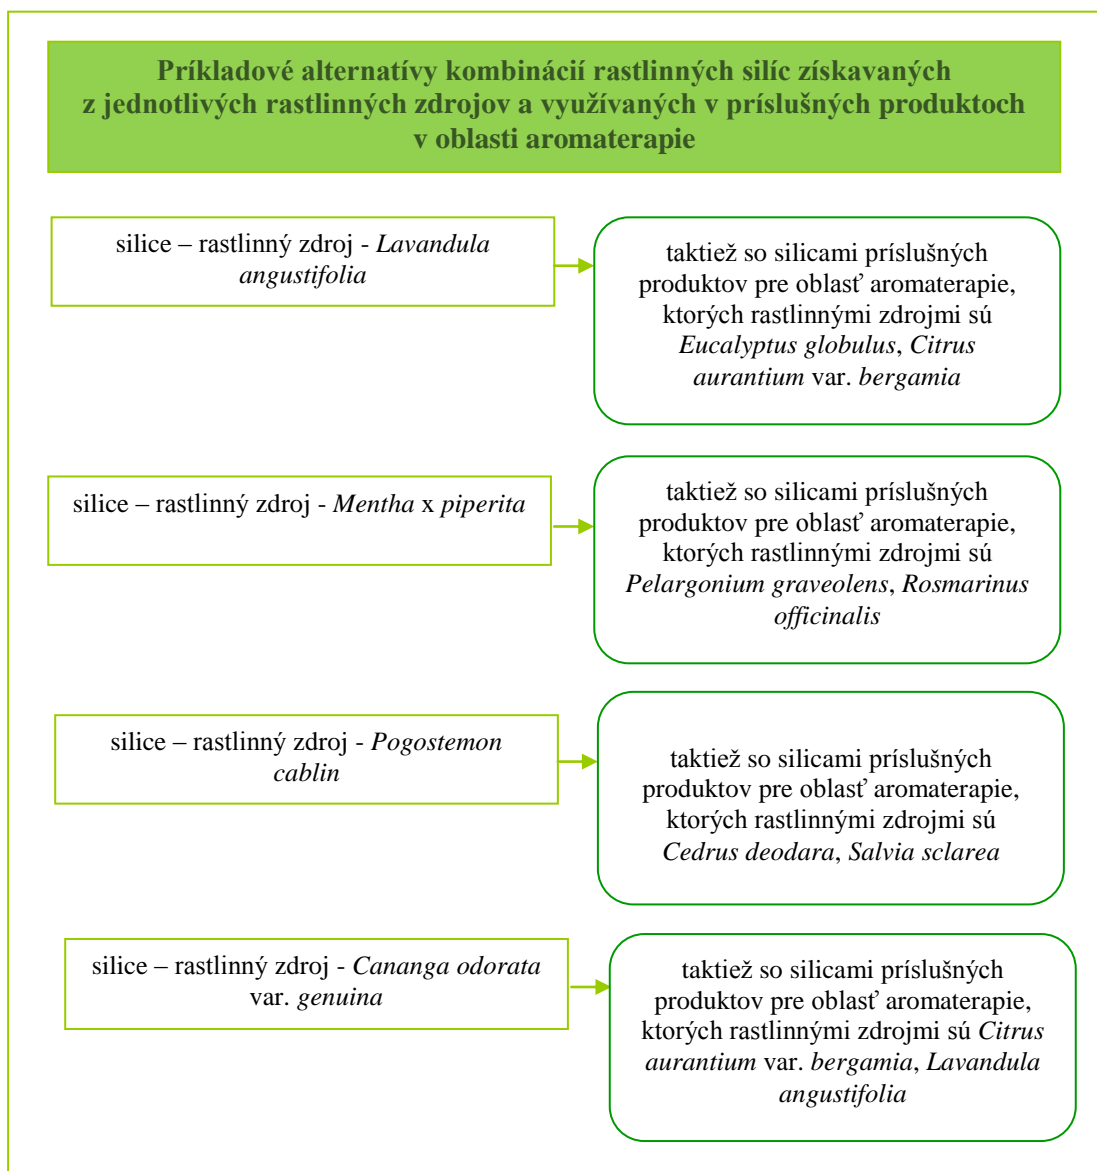 Príkladové alternatívy kombinácií rastlinných silíc získavaných
z jednotlivých rastlinných zdrojov a využívaných v príslušných produktoch
v oblasti aromaterapie
silice – rastlinný zdroj - Lavandula
angustifolia
taktiež so silicami príslušných
produktov pre oblasť aromaterapie,
ktorých rastlinnými zdrojmi sú
Eucalyptus globulus, Citrus
aurantium var. bergamia
silice – rastlinný zdroj - Mentha x piperita
taktiež so silicami príslušných
produktov pre oblasť aromaterapie,
ktorých rastlinnými zdrojmi sú
Pelargonium graveolens, Rosmarinus
officinalis
silice – rastlinný zdroj - Pogostemon
cablin
taktiež so silicami príslušných
produktov pre oblasť aromaterapie,
ktorých rastlinnými zdrojmi sú
Cedrus deodara, Salvia sclarea
silice – rastlinný zdroj - Cananga odorata
var. genuina
taktiež so silicami príslušných
produktov pre oblasť aromaterapie,
ktorých rastlinnými zdrojmi sú Citrus
aurantium var. bergamia, Lavandula
angustifolia